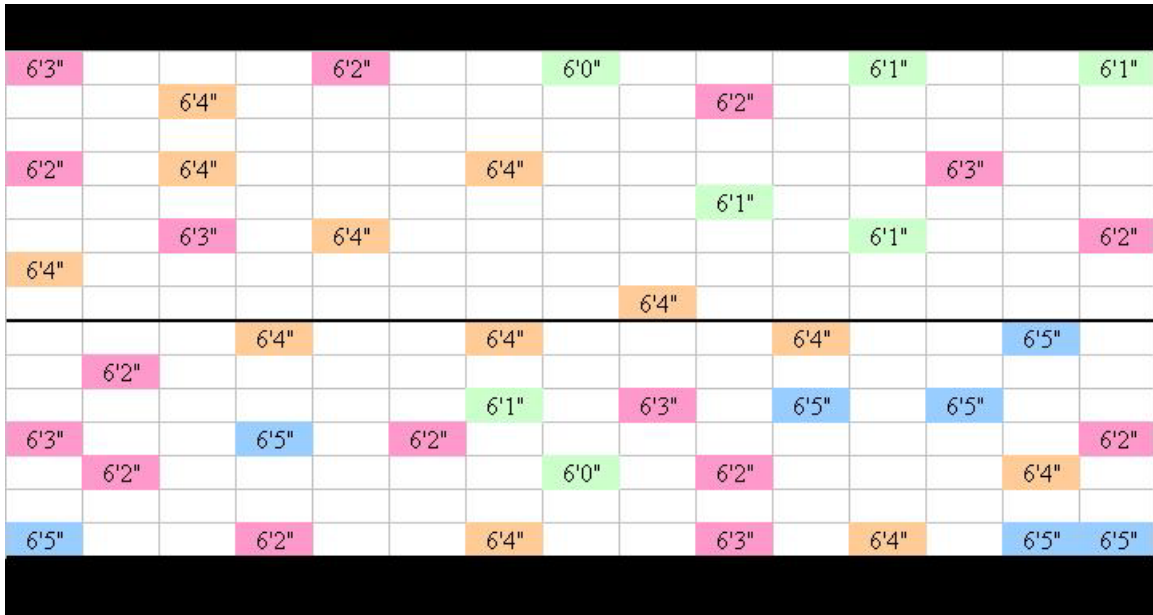 6'3" 6'2" 6'0" 6'1" 6'1"
6'4" 6'2"
6'2" 6'4" 6'4" 6'3"
6'1"
6'3" 6'4" 6'1" 6'2"
6'4"
6'4"
6'4" 6'4" 6'4" 6'5"
6'2"
6'1" 6'3" 6'5" 6'5"
6'3" 6'5" 6'2" 6'2"
6'2" 6'0" 6'2" 6'4"
6'5" 6'2" 6'4" 6'3" 6'4" 6'5" 6'5"